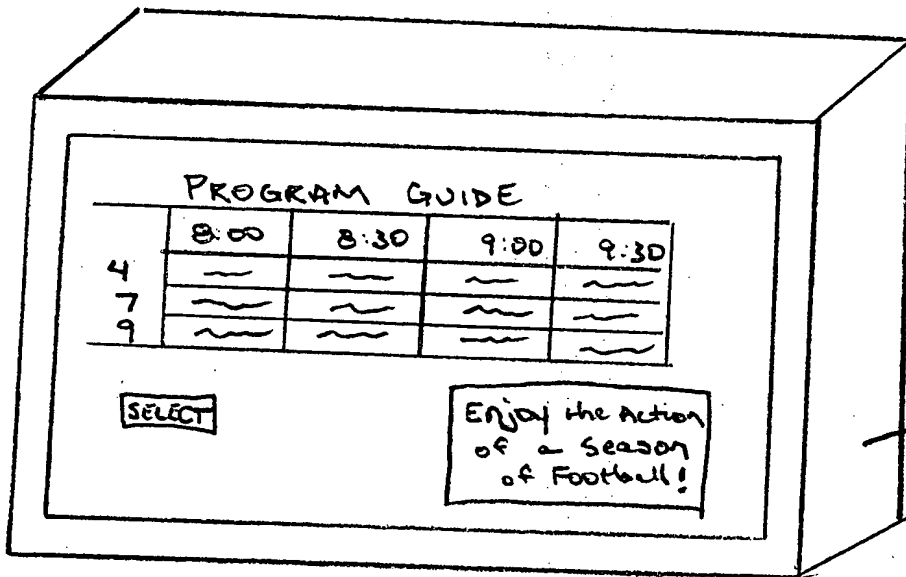 PROGRAM GUIDE
8:00 8:30 9:00 9:30
4
7
9
SELECT
Enjoy the Action
of a Season
of Football!